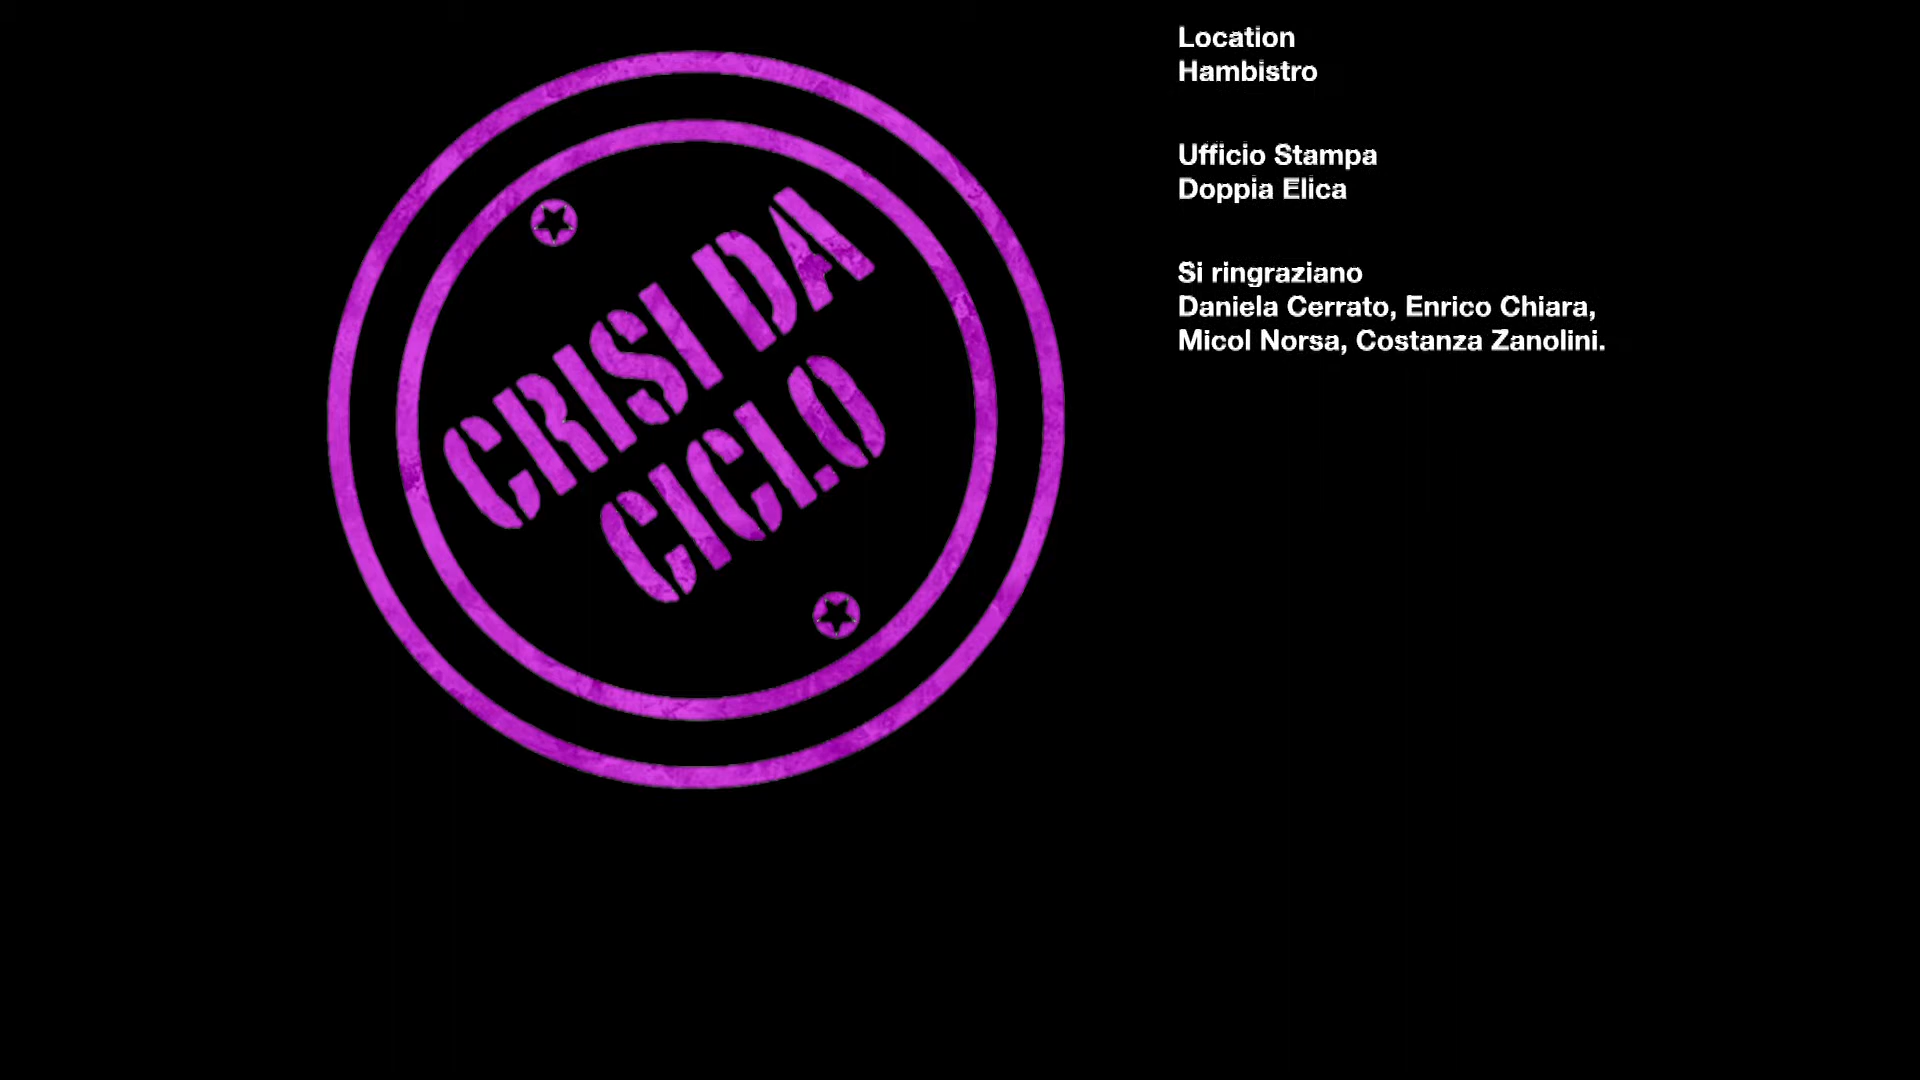 CRISI DA
CICLO
Location
Hambistro
Ufficio Stampa
Doppia Elica
Si ringraziano
Daniela Cerrato, Enrico Chiara,
Micol Norsa, Costanza Zanolini.